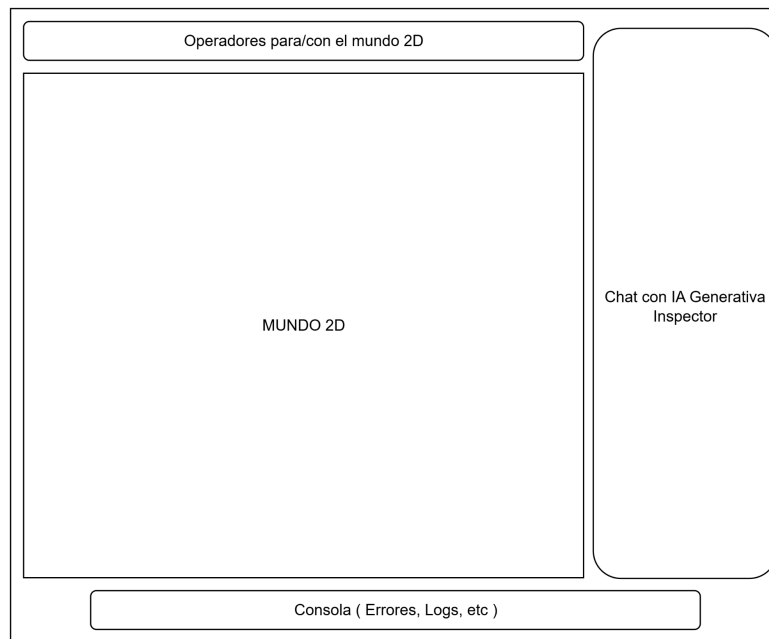 Operadores para/con el mundo 2D
MUNDO 2D
Chat con IA Generativa
Inspector
Consola ( Errores, Logs, etc )